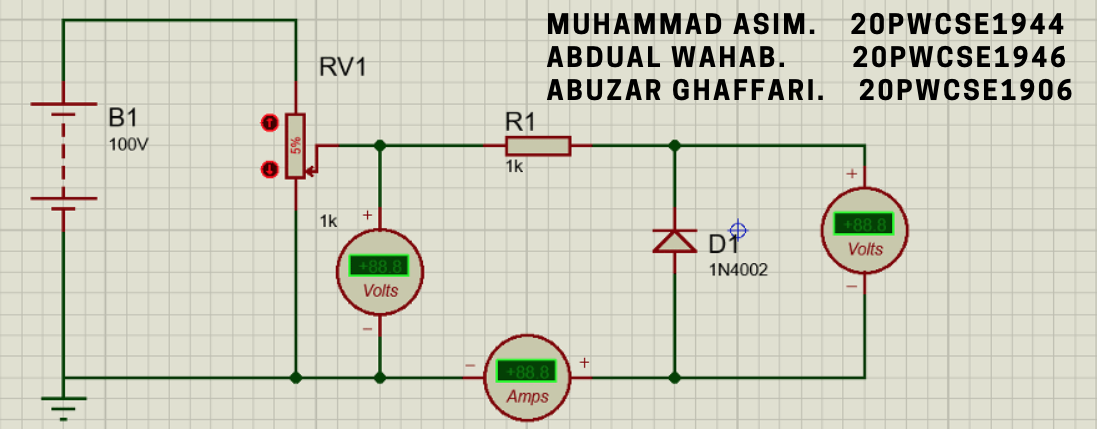 MUHAMMAD ASIM. 20PWCSE1944
ABDUAL WAHAB. 20PWCSE1946
ABUZAR GHAFFARI. 20PWCSE1906
RV1
B1
100V
5%
1k
R1
1k
+
+88.8
Volts
−
D1
1N4002
+
+88.8
Volts
−
−
+
+88.8
Amps